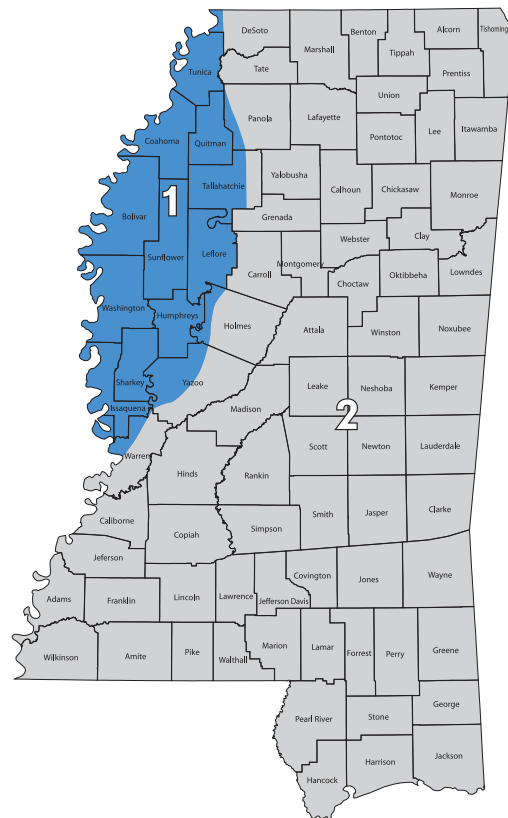 DeSoto
Marshall
Benton
Tippah
Alcorn
Tishoming
Tunica
Tate
Prentiss
Union
Panola
Lafayette
Pontotoc
Lee
Itawamba
Coahoma
Quitman
Yalobusha
Tallahatchie
Calhoun
Chickasaw
Monroe
1
Bolivar
Grenada
Webster
Clay
Sunflower
Leflore
Carroll
Montgomery
Choctaw
Oktibbeha
Lowndes
Washington
Humphreys
Holmes
Attala
Winston
Noxubee
Sharkey
Yazoo
Leake
Neshoba
Kemper
Issaquena
Madison
2
Warren
Scott
Newton
Lauderdale
Hinds
Rankin
Caliborne
Copiah
Simpson
Smith
Jasper
Clarke
Jeferson
Covington
Jones
Wayne
Adams
Franklin
Lincoln
Lawrence
Jefferson Davis
Wilkinson
Amite
Pike
Walthall
Marion
Lamar
Forrest
Perry
Greene
Pearl River
Stone
George
Hancock
Harrison
Jackson